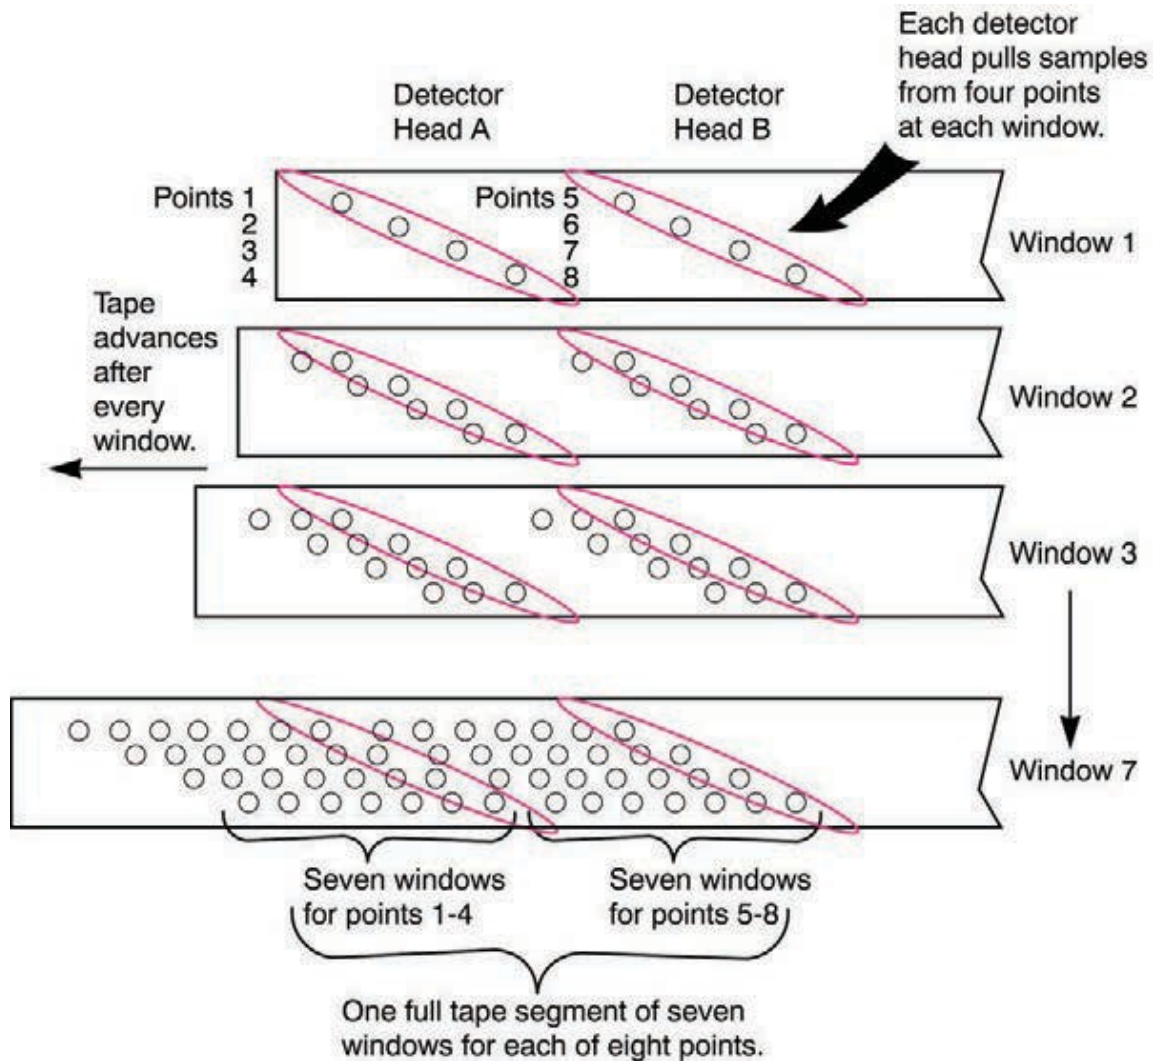 Each detector
head pulls samples
from four points
at each window.
Detector
Head A
Detector
Head B
Points 1
2
3
4
Points 5
6
7
8
Window 1
Tape
advances
after
every
window.
Window 2
Window 3
Window 7
Seven windows
for points 1-4
Seven windows
for points 5-8
One full tape segment of seven
windows for each of eight points.